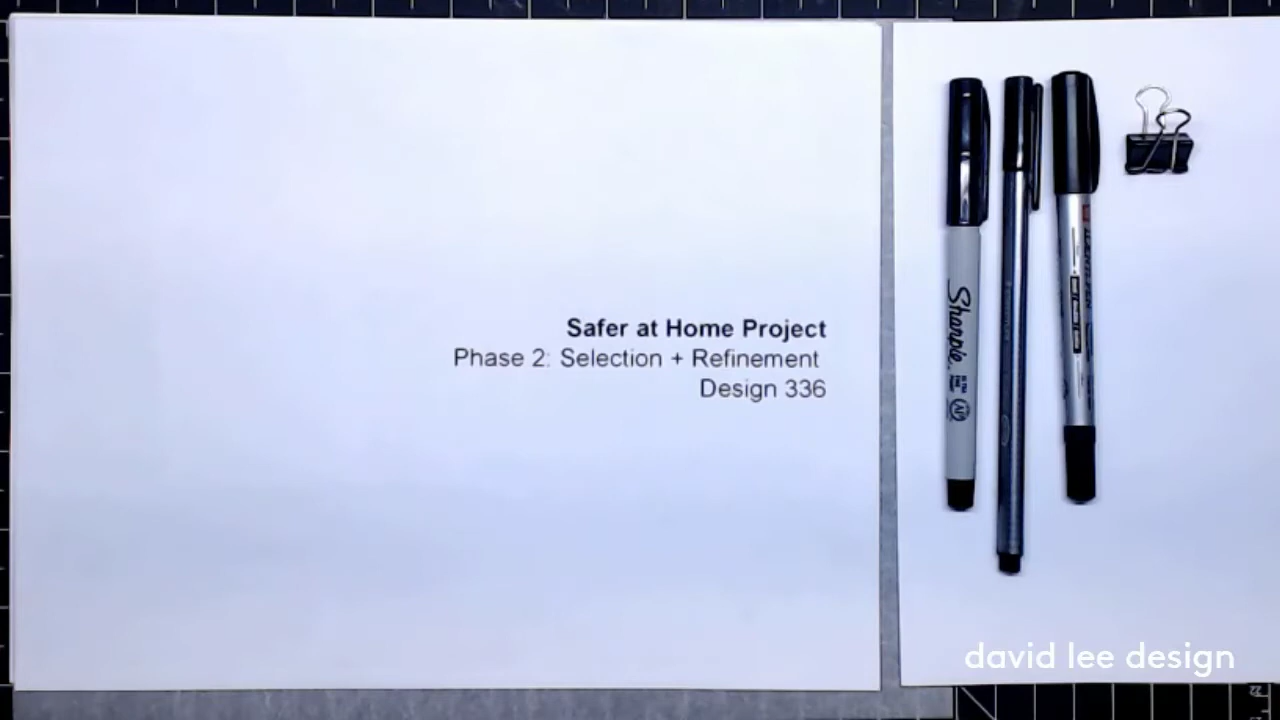 Safer at Home Project
Phase 2: Selection + Refinement
Design 336
Sharpie.
david lee design